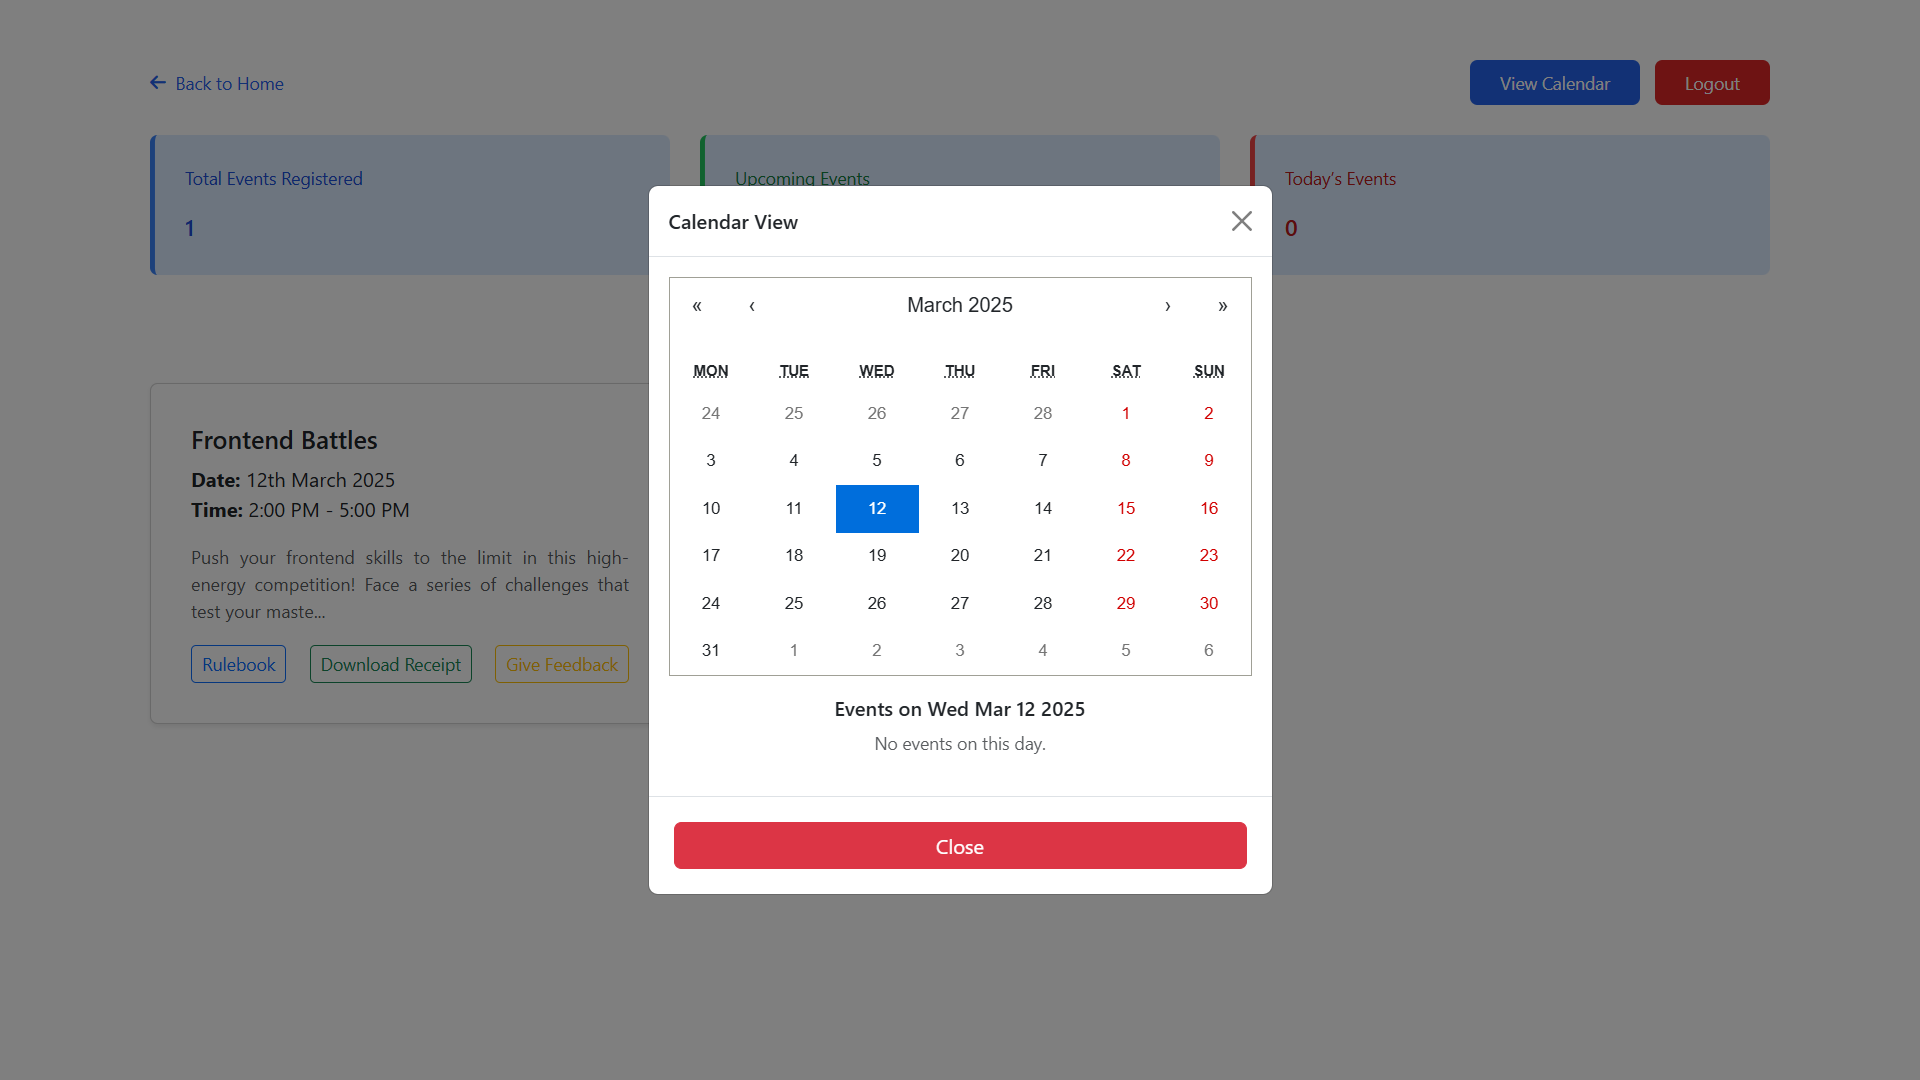 Back to Home
View Calendar
Logout
Total Events Registered
1
Upcoming Events
Today's Events
0
Calendar View
« ‹ March 2025 › »
MON TUE WED THU FRI SAT SUN
24 25 26 27 28 1 2
3 4 5 6 7 8 9
10 11 12 13 14 15 16
17 18 19 20 21 22 23
24 25 26 27 28 29 30
31 1 2 3 4 5 6
Events on Wed Mar 12 2025
No events on this day.
Close
Frontend Battles
Date: 12th March 2025
Time: 2:00 PM - 5:00 PM
Push your frontend skills to the limit in this high-
energy competition! Face a series of challenges that
test your maste...
Rulebook
Download Receipt
Give Feedback